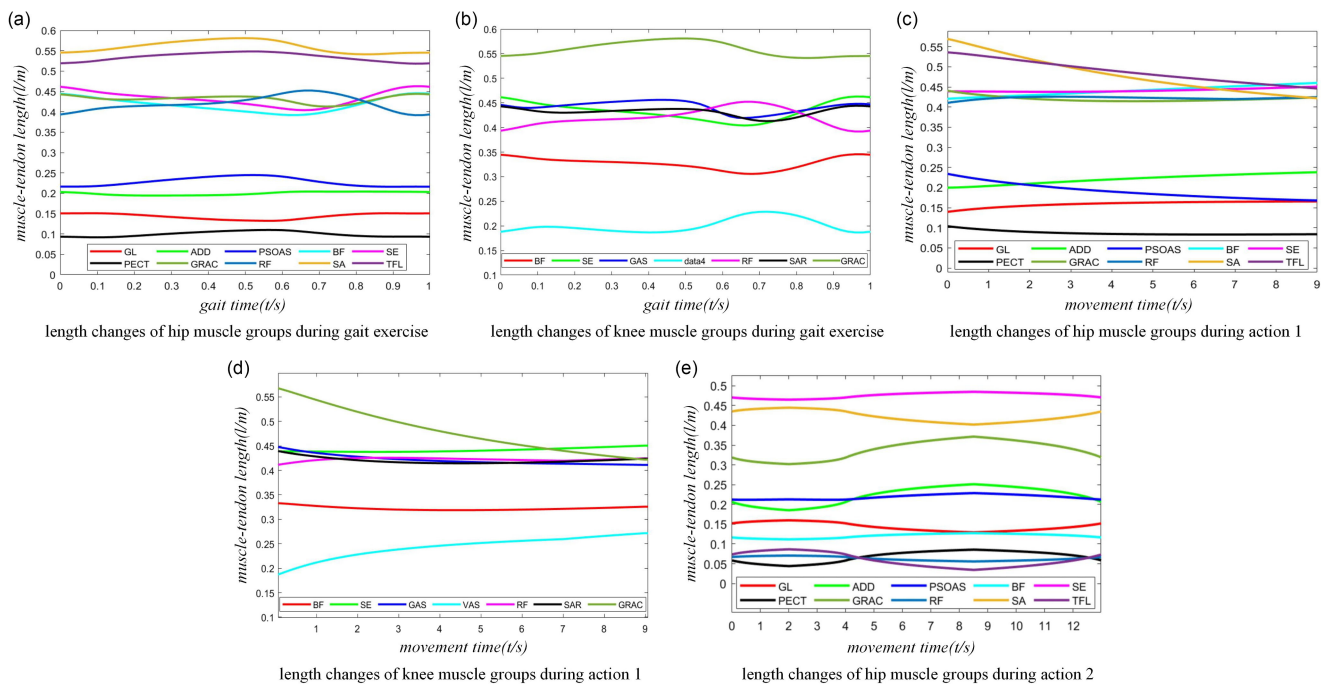 (a)
muscle-tendon length(l/m)
0.6
0.55
0.5
0.45
0.4
0.35
0.3
0.25
0.2
0.15
0.1
0.05
0
GL ADD PSOAS BF SE
PECT GRAC RF SA TFL
0 0.1 0.2 0.3 0.4 0.5 0.6 0.7 0.8 0.9 1
gait time(t/s)
length changes of hip muscle groups during gait exercise
(b)
muscle-tendon length(l/m)
0.6
0.5
0.45
0.4
0.35
0.3
0.25
0.2
0.15
0.1
BF SE GAS data4 RF SAR GRAC
0 0.1 0.2 0.3 0.4 0.5 0.6 0.7 0.8 0.9 1
gait time(t/s)
length changes of knee muscle groups during gait exercise
(c)
muscle-tendon length(l/m)
0.55
0.5
0.45
0.4
0.35
0.3
0.25
0.2
0.15
0.1
0.05
0
GL ADD PSOAS BF SE
PECT GRAC RF SA TFL
0 1 2 3 4 5 6 7 8 9
movement time(t/s)
length changes of hip muscle groups during action 1
(d)
muscle-tendon length(l/m)
0.55
0.45
0.4
0.35
0.3
0.25
0.2
0.1
BF SE GAS VAS RF SAR GRAC
1 2 3 4 5 6 7 8 9
movement time(t/s)
length changes of knee muscle groups during action 1
(e)
muscle-tendon length(l/m)
0.5
0.45
0.4
0.35
0.3
0.25
0.2
0.15
0.1
0.05
0
GL ADD PSOAS BF SE
PECT GRAC RF SA TFL
0 1 2 3 4 5 6 7 8 9 10 11 12
movement time(t/s)
length changes of hip muscle groups during action 2